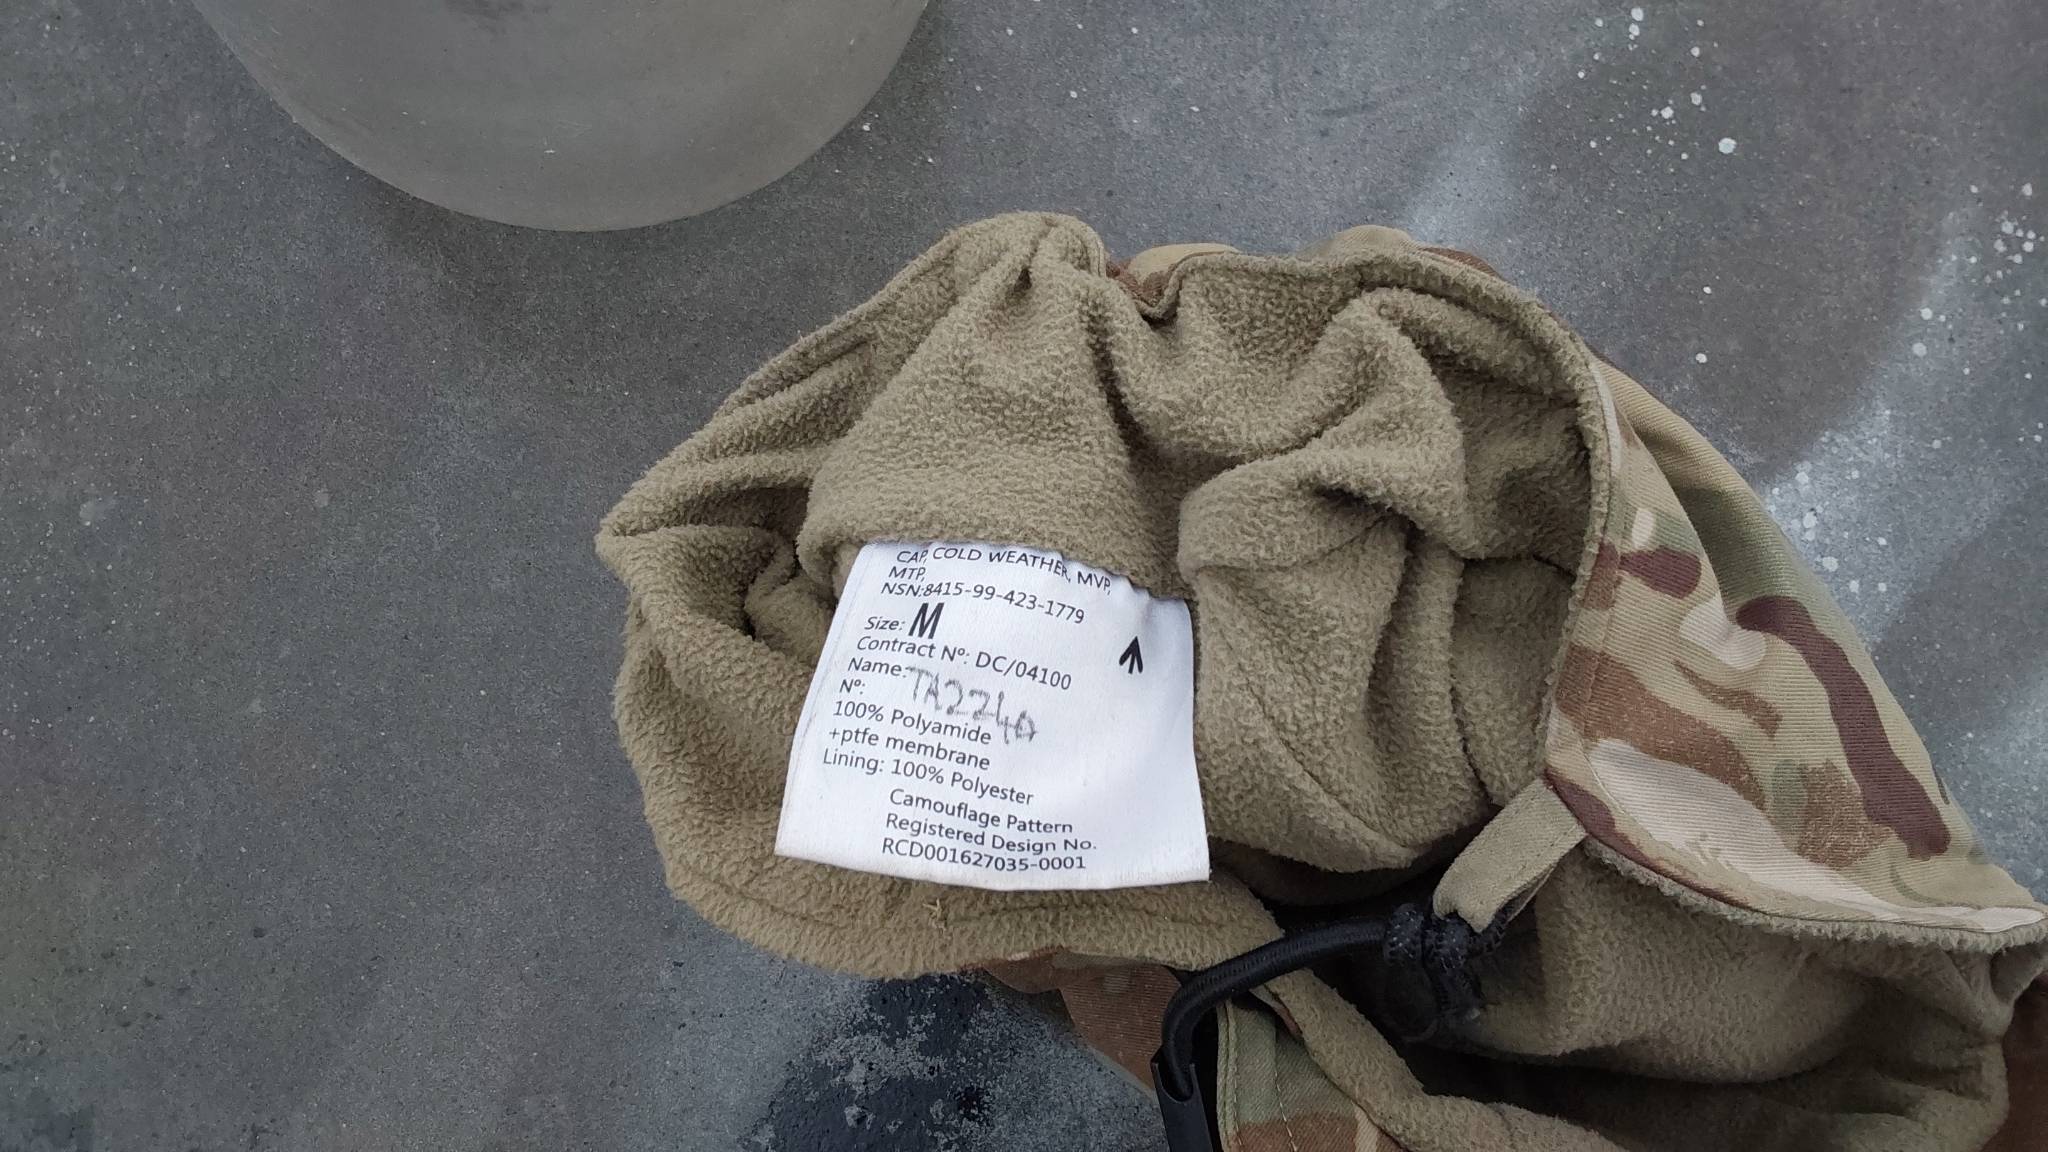 CAP, COLD WEATHER, MVP,
MTP,
NSN:8415-99-423-1779
Size: M
Contract Nº: DC/04100
Name: TA2240
Nº:
100% Polyamide
+ptfe membrane
Lining: 100% Polyester
Camouflage Pattern
Registered Design No.
RCD001627035-0001